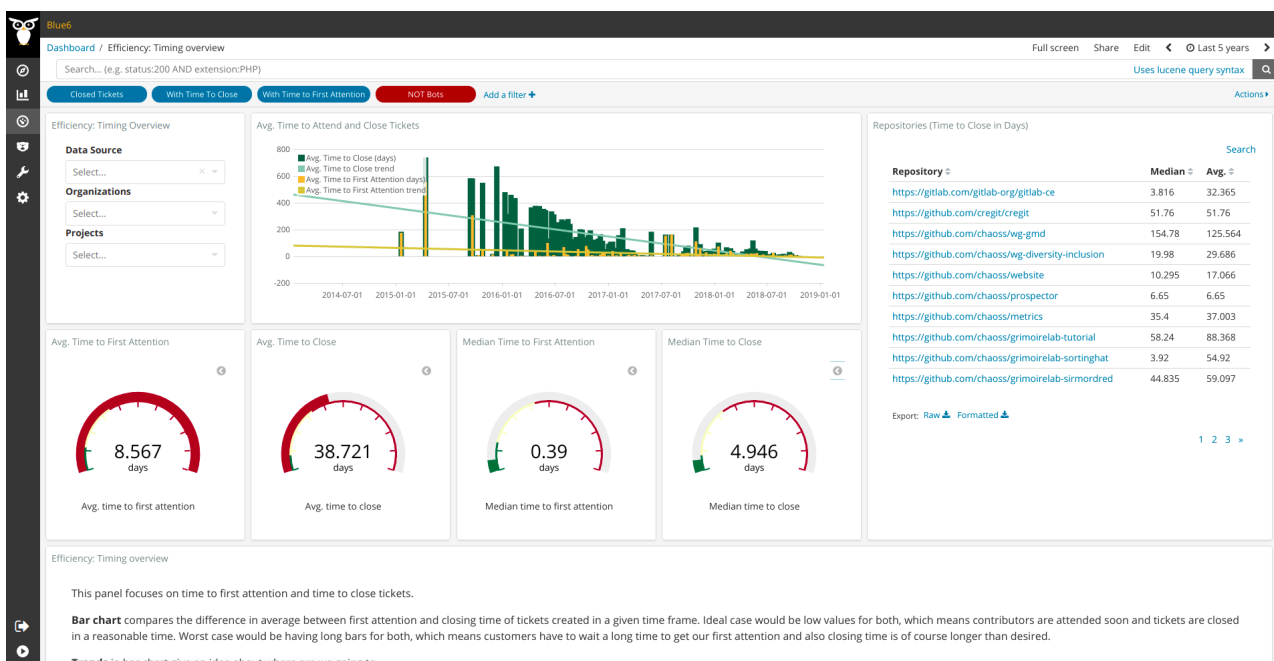 Blue6
Dashboard / Efficiency: Timing overview
Full screen Share Edit Last 5 years
Search... (e.g. status:200 AND extension:PHP)
Uses lucene query syntax
Closed Tickets With Time To Close With Time to First Attention NOT Bots Add a filter
Actions
Efficiency: Timing Overview
Data Source
Select...
Organizations
Select...
Projects
Select...
Avg. Time to Attend and Close Tickets
800
600
400
200
0
-200
Avg. Time to Close (days)
Avg. Time to Close trend
Avg. Time to First Attention days)
Avg. Time to First Attention trend
2014-07-01 2015-01-01 2015-07-01 2016-01-01 2016-07-01 2017-01-01 2017-07-01 2018-01-01 2018-07-01 2019-01-01
Repositories (Time to Close in Days)
Search
Repository Median Avg.
https://gitlab.com/gitlab-org/gitlab-ce 3.816 32.365
https://github.com/cregit/cregit 51.76 51.76
https://github.com/chaoss/wg-gmd 154.78 125.564
https://github.com/chaoss/wg-diversity-inclusion 19.98 29.686
https://github.com/chaoss/website 10.295 17.066
https://github.com/chaoss/prospector 6.65 6.65
https://github.com/chaoss/metrics 35.4 37.003
https://github.com/chaoss/grimoirelab-tutorial 58.24 88.368
https://github.com/chaoss/grimoirelab-sortinghat 3.92 54.92
https://github.com/chaoss/grimoirelab-sirmordred 44.835 59.097
Export: Raw Formatted
1 2 3 »
Avg. Time to First Attention
8.567
days
Avg. time to first attention
Avg. Time to Close
38.721
days
Avg. time to close
Median Time to First Attention
0.39
days
Median time to first attention
Median Time to Close
4.946
days
Median time to close
Efficiency: Timing overview
This panel focuses on time to first attention and time to close tickets.
Bar chart compares the difference in average between first attention and closing time of tickets created in a given time frame. Ideal case would be low values for both, which means contributors are attended soon and tickets are closed
in a reasonable time. Worst case would be having long bars for both, which means customers have to wait a long time to get our first attention and also closing time is of course longer than desired.